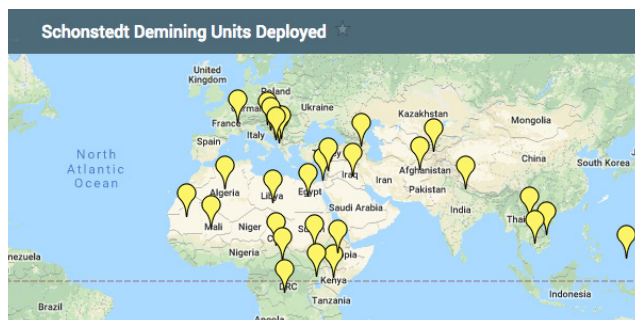 Schonstedt Demining Units Deployed
United
Kingdom
Poland
Ukraine
France
Kazakhstan
Mongolia
Spain
Italy
North
Atlantic
Ocean
China
South Korea
Iraq
Iran
Afghanistan
Pakistan
Algeria
Libya
Egypt
Saudi Arabia
India
Mali
Niger
Nigeria
Kenya
DRC
Tanzania
Indonesia
Brazil